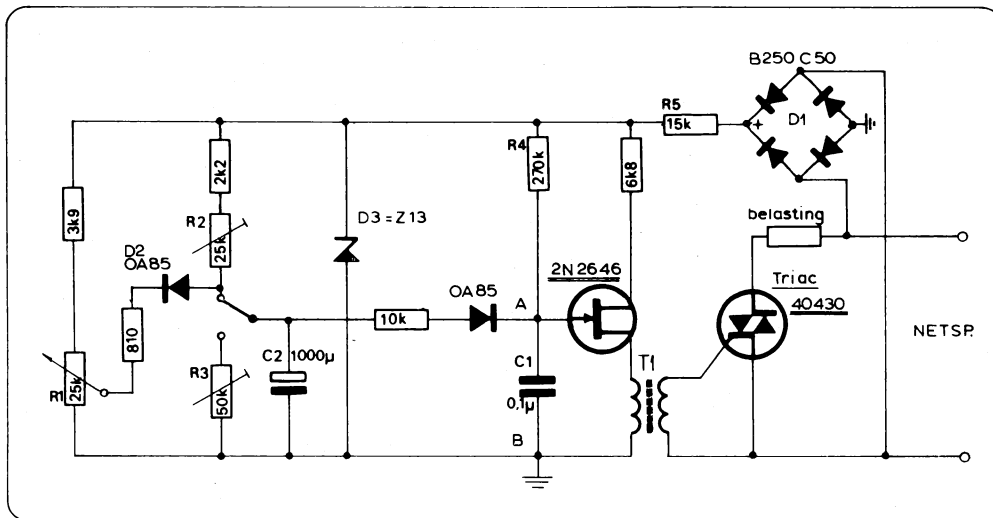 B250 C50
D1
+
R5
15k
R4
270k
6k8
2k2
3k9
R2
25k
D3 = Z13
belasting
D2
OA85
2N2646
Triac
40430
OA85
A
10k
NETSP.
810
C2 1000µ
C1
0,1µ
T1
R1
25k
R3
50k
B